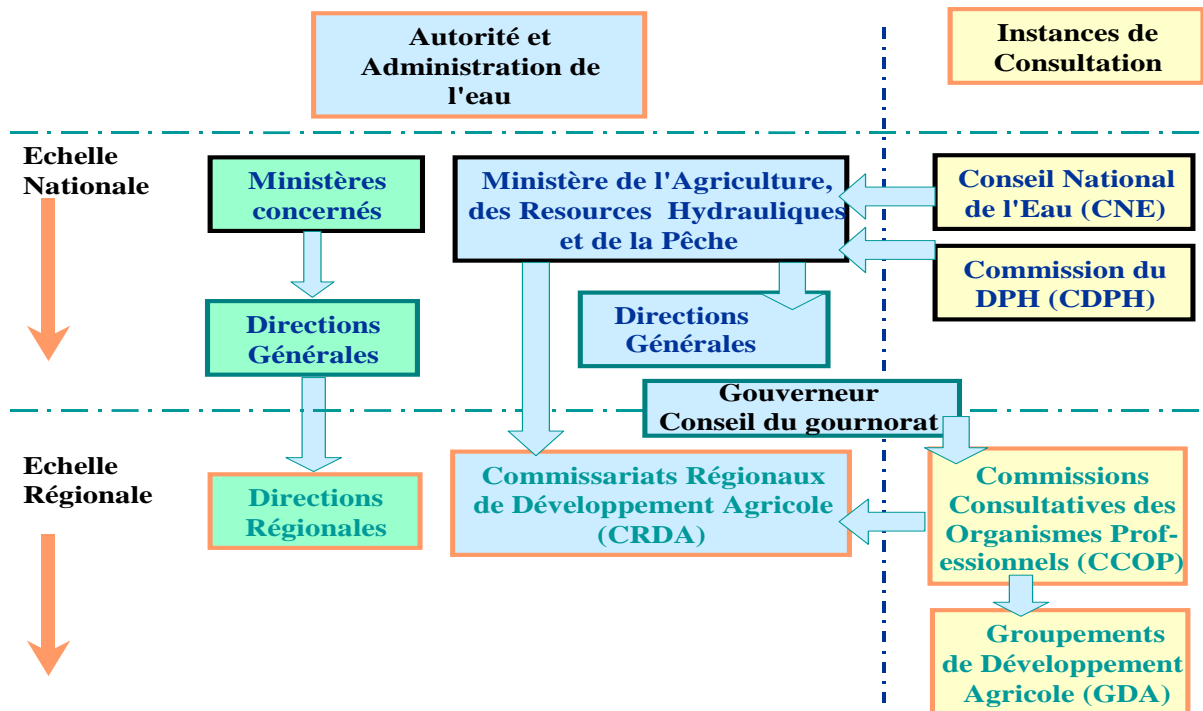 Autorité et
Administration de
l'eau
Instances de
Consultation
Echelle
Nationale
Ministères
concernés
Ministère de l'Agriculture,
des Resources Hydrauliques
et de la Pêche
Conseil National
de l'Eau (CNE)
Commission du
DPH (CDPH)
Directions
Générales
Directions
Générales
Gouverneur
Conseil du gournorat
Echelle
Régionale
Directions
Régionales
Commissariats Régionaux
de Développement Agricole
(CRDA)
Commissions
Consultatives des
Organismes Prof-
essionnels (CCOP)
Groupements
de Développement
Agricole (GDA)